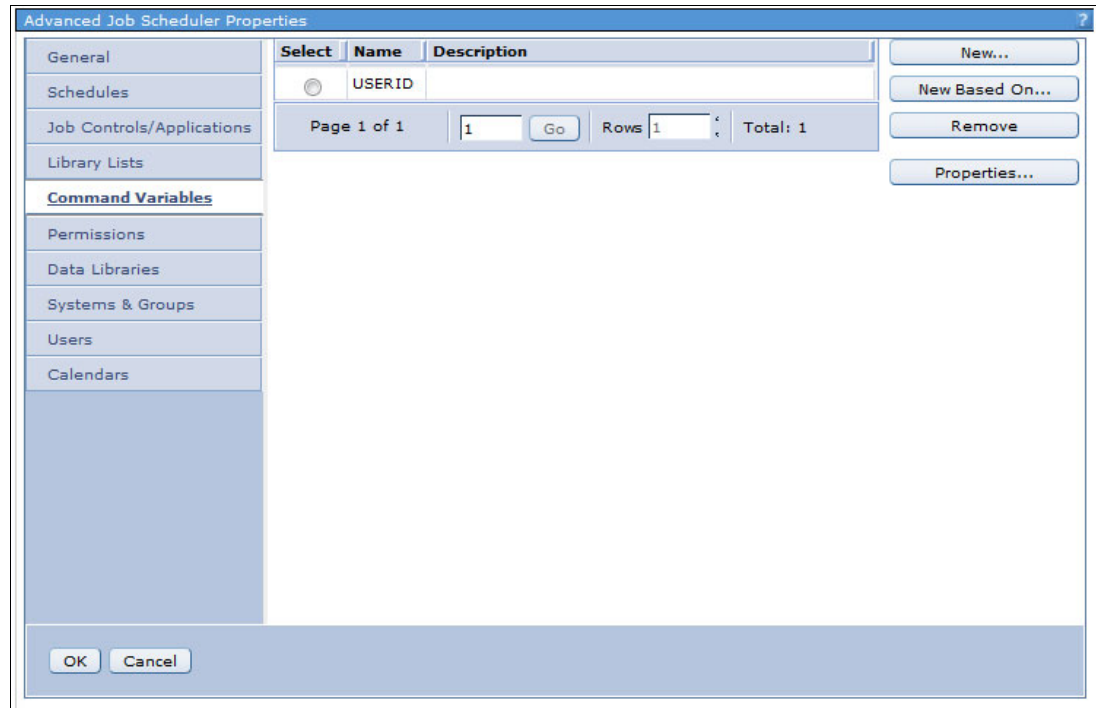 Advanced Job Scheduler Properties ?
General
Schedules
Job Controls/Applications
Library Lists
Command Variables
Permissions
Data Libraries
Systems & Groups
Users
Calendars
Select Name Description
USERID
Page 1 of 1 1 Go Rows 1 Total: 1
New...
New Based On...
Remove
Properties...
OK Cancel